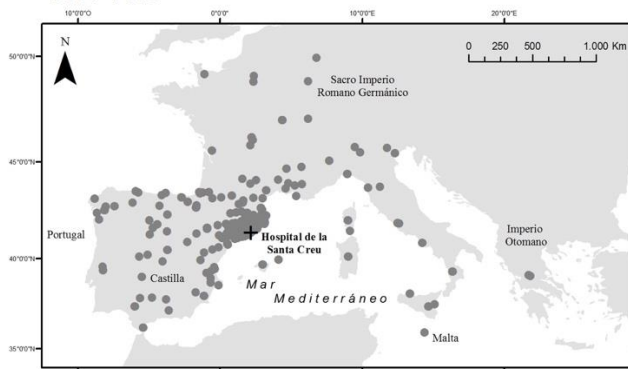 10°0'0"O
0°0'0"
10°0'0"E
20°0'0"E
50°0'0"N
45°0'0"N
40°0'0"N
35°0'0"N
N
0 250 500 1.000 Km
Sacro Imperio
Romano Germánico
Portugal
Castilla
Hospital de la
Santa Creu
Mar
Mediterráneo
Imperio
Otomano
Malta